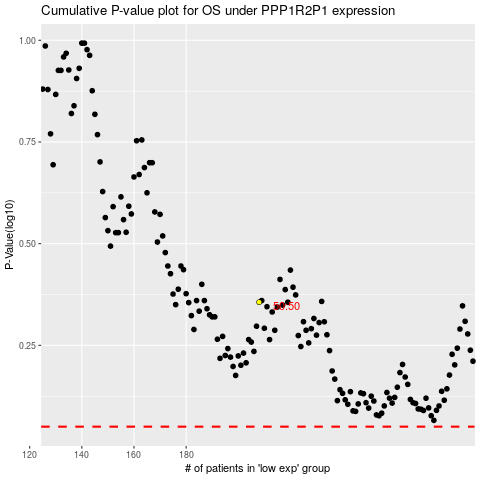 Cumulative P-value plot for OS under PPP1R2P1 expression
P-Value(log10)
1.00
0.75
0.50
0.25
50:50
120 140 160 180
# of patients in 'low exp' group